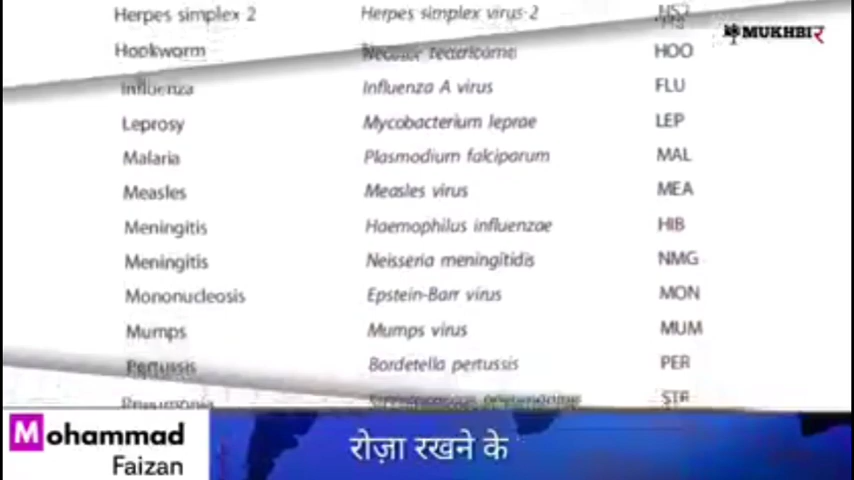 Herpes simplex 2 Herpes simplex virus-2
Hookworm HOO
MUKHBIR
Influenza Influenza A virus FLU
Leprosy Mycobacterium leprae LEP
Malaria Plasmodium falciparum MAL
Measles Measles virus MEA
Meningitis Haemophilus influenzae HIB
Meningitis Neisseria meningitidis NMG
Mononucleosis Epstein-Barr virus MON
Mumps Mumps virus MUM
Pertussis Bordetella pertussis PER
Pneumonia STR
Mohammad
Faizan
रोज़ा रखने के